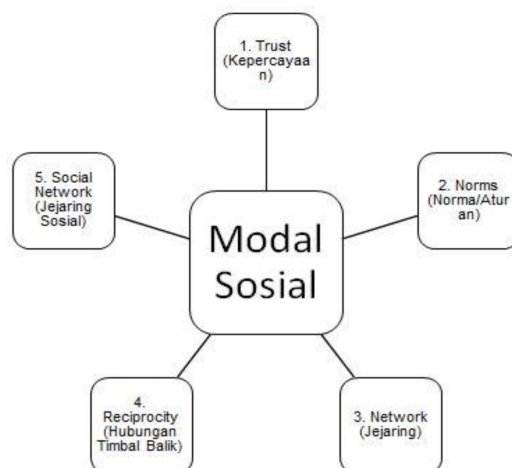 1. Trust
(Kepercayaa
n)
5. Social
Network
(Jejaring
Sosial)
2. Norms
(Norma/Atur
an)
Modal
Sosial
4.
Reciprocity
(Hubungan
Timbal Balik)
3. Network
(Jejaring)